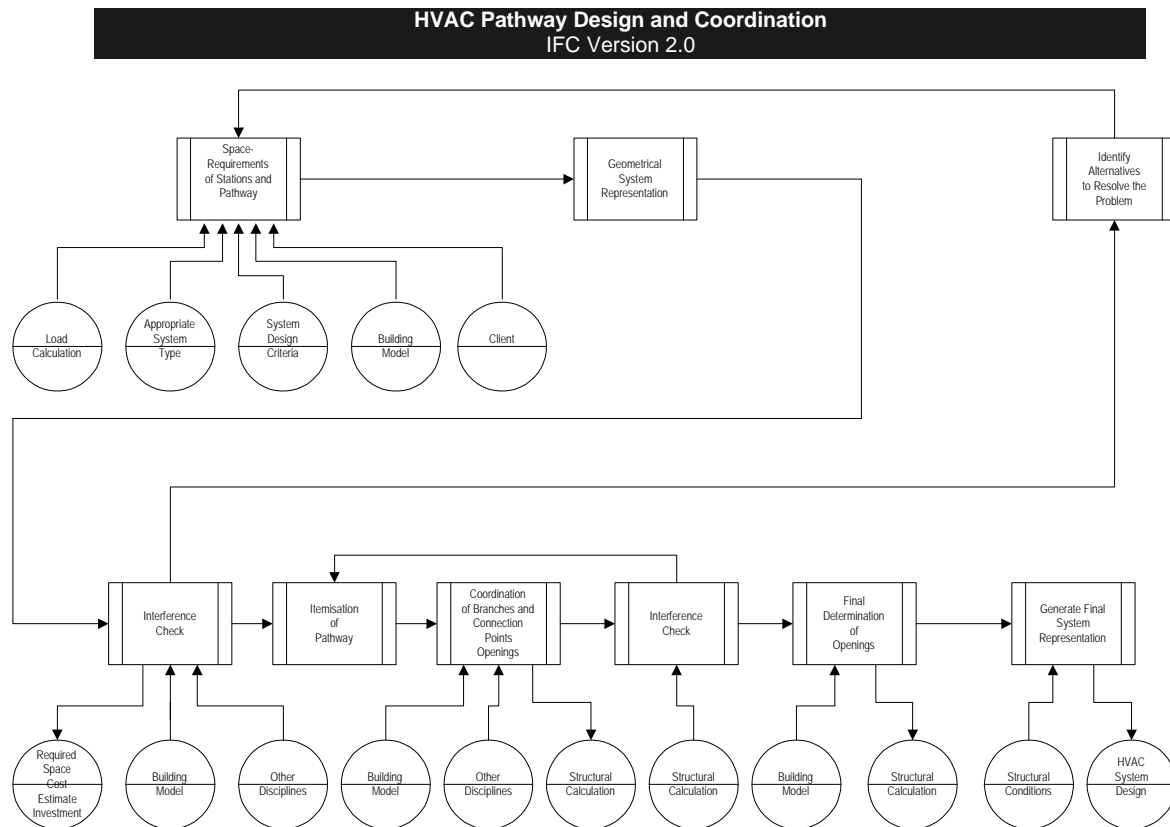 HVAC Pathway Design and Coordination
IFC Version 2.0
Space-
Requirements
of Stations and
Pathway
Geometrical
System
Representation
Identify
Alternatives
to Resolve the
Problem
Load
Calculation
Appropriate
System
Type
System
Design
Criteria
Building
Model
Client
Interference
Check
Itemisation
of
Pathway
Coordination
of Branches and
Connection
Points
Openings
Interference
Check
Final
Determination
of
Openings
Generate Final
System
Representation
Required
Space
Cost
Estimate
Investment
Building
Model
Other
Disciplines
Building
Model
Other
Disciplines
Structural
Calculation
Structural
Calculation
Building
Model
Structural
Calculation
Structural
Conditions
HVAC
System
Design